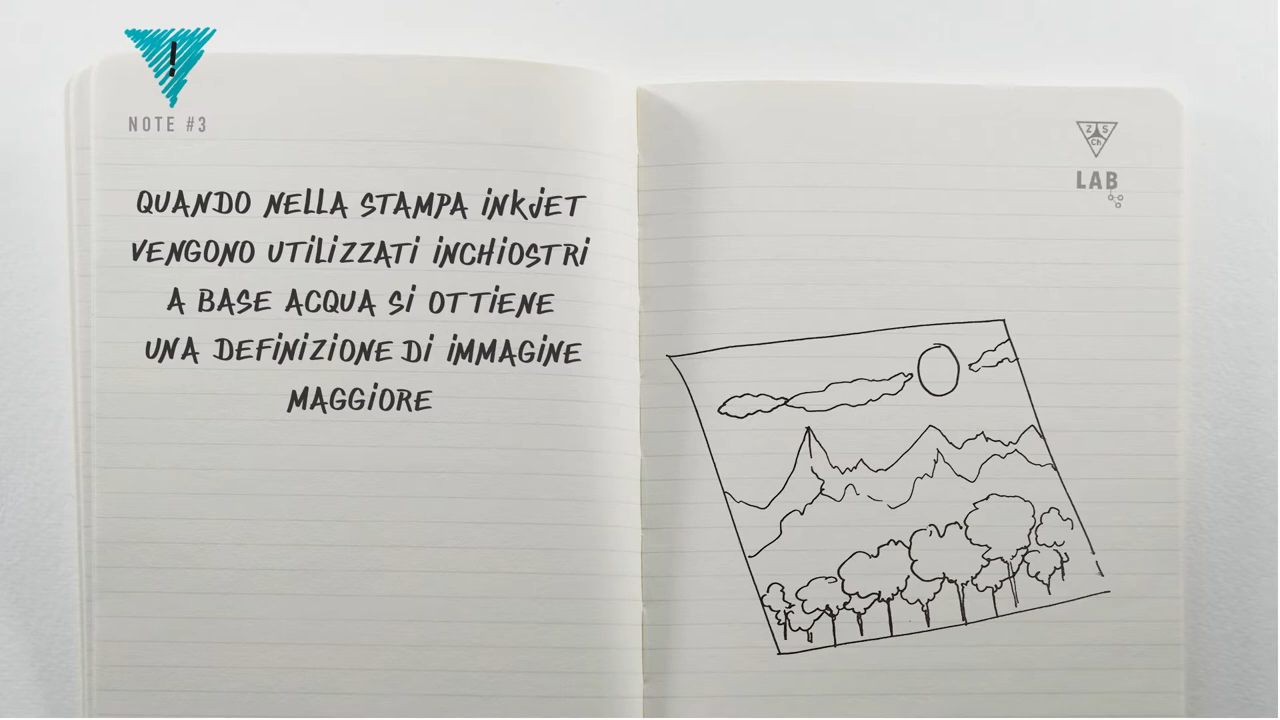 !
NOTE #3
QUANDO NELLA STAMPA INKJET
VENGONO UTILIZZATI INCHIOSTRI
A BASE ACQUA SI OTTIENE
UNA DEFINIZIONE DI IMMAGINE
MAGGIORE
Z S
Ch
LAB